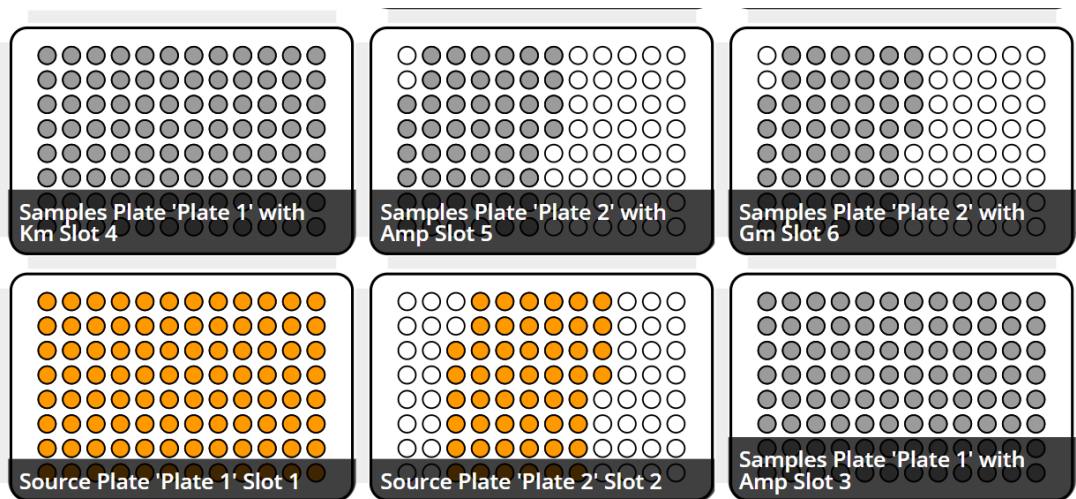 Samples Plate 'Plate 1' with
Km Slot 4
Samples Plate 'Plate 2' with
Amp Slot 5
Samples Plate 'Plate 2' with
Gm Slot 6
Source Plate 'Plate 1' Slot 1
Source Plate 'Plate 2' Slot 2
Samples Plate 'Plate 1' with
Amp Slot 3